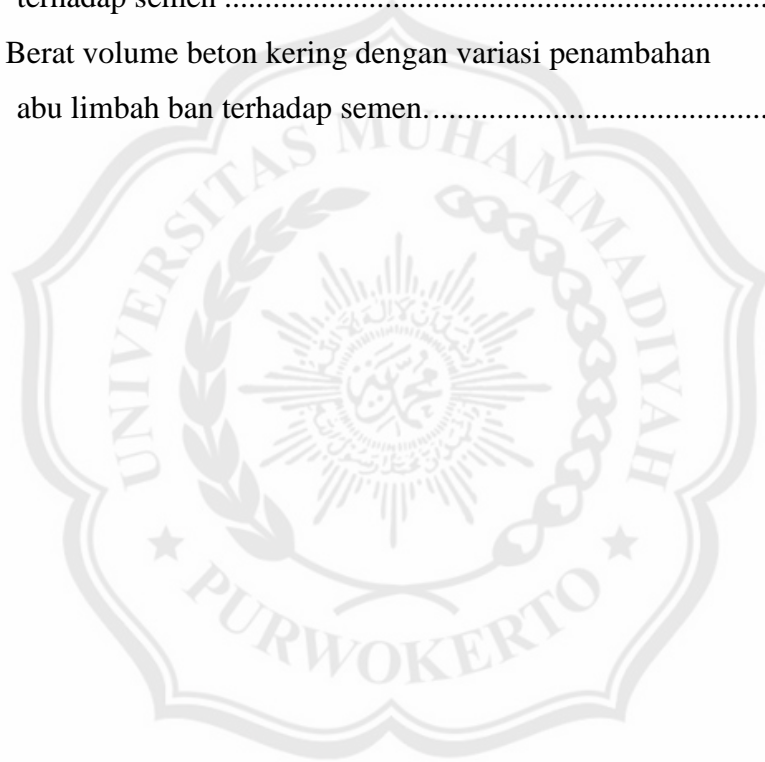 terhadap semen ....................................................................
Berat volume beton kering dengan variasi penambahan
abu limbah ban terhadap semen.......................................
UNIVERSITAS MUHAMMADIYAH
PURWOKERTO